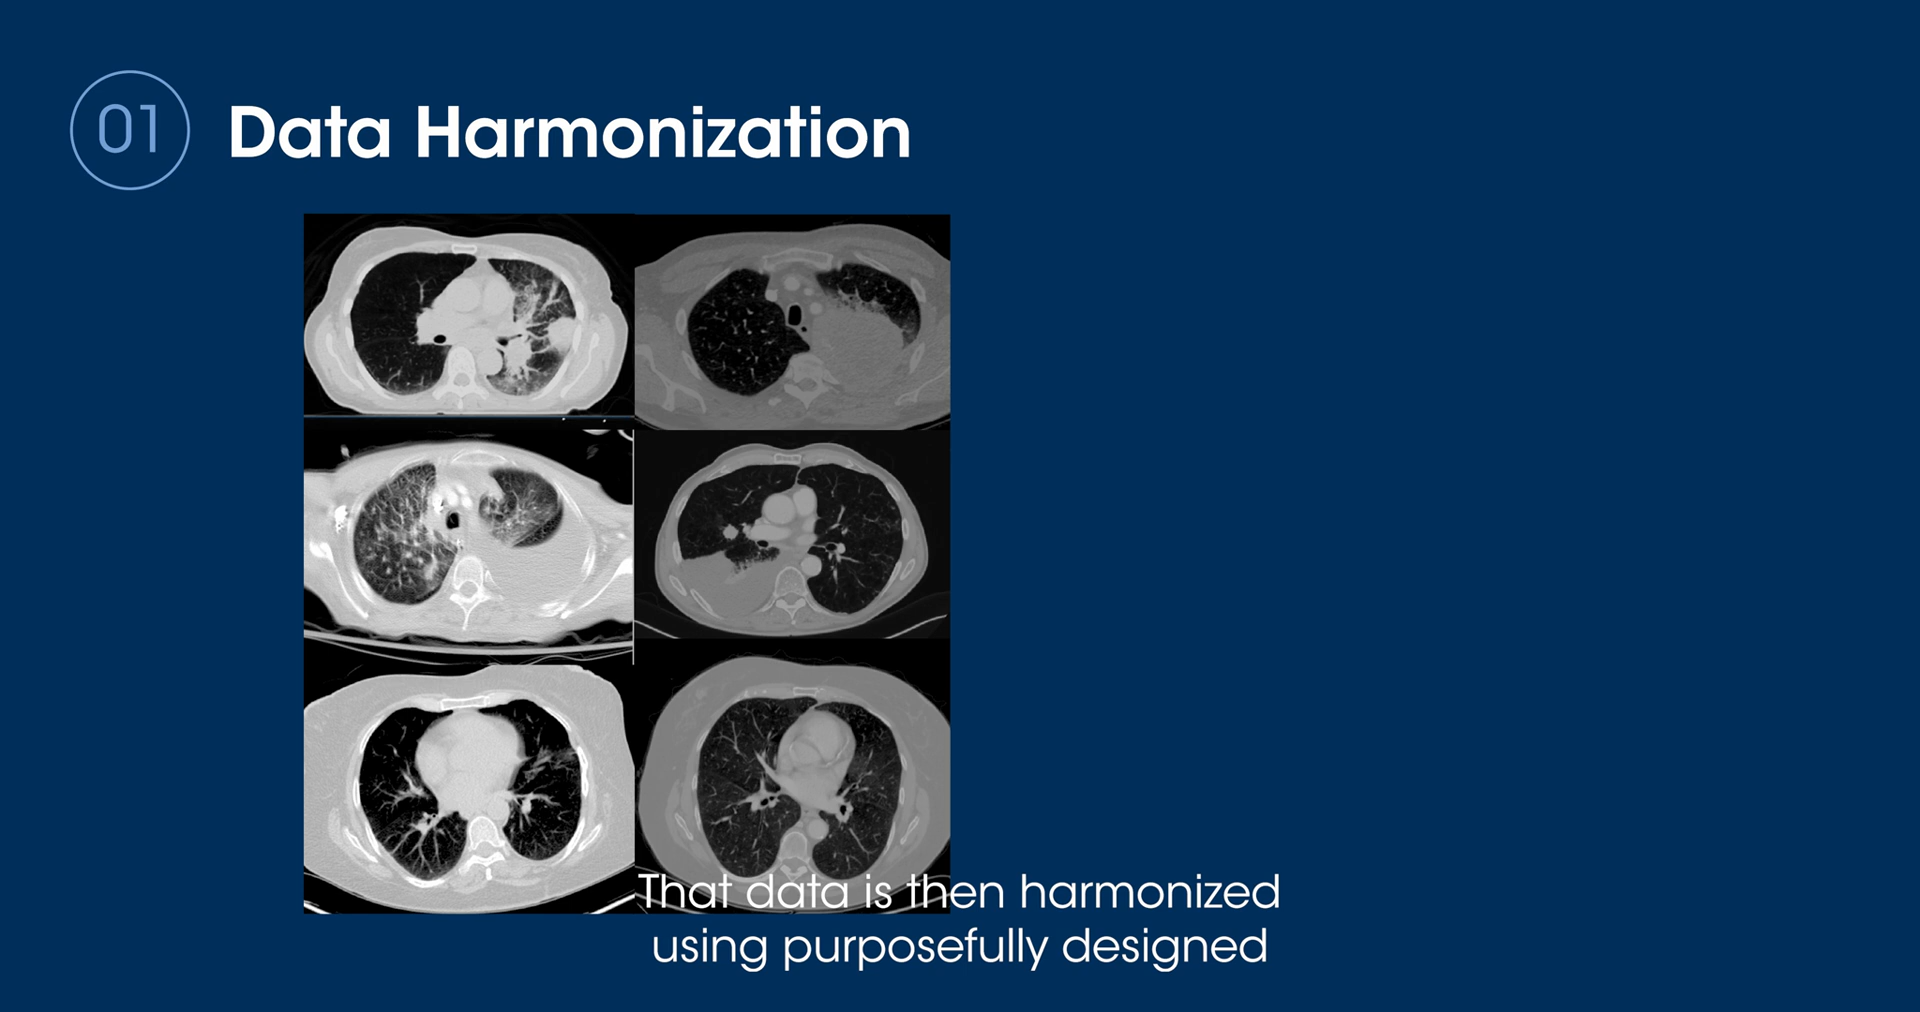 01
Data Harmonization
That data is then harmonized
using purposefully designed